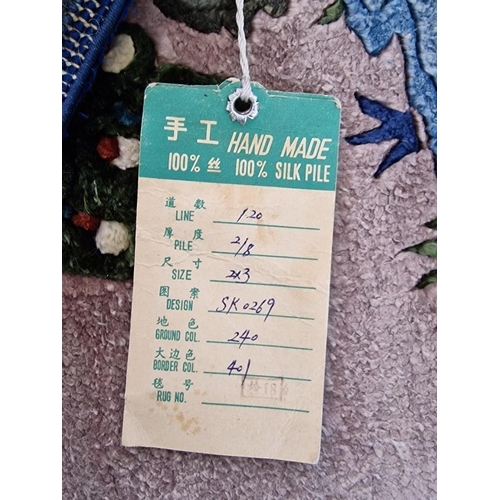 手工 HAND MADE
100% 丝 100% SILK PILE
道數
LINE 120
厚度
PILE 2/8
尺寸
SIZE 2x3
图案
DESIGN SK0269
地色
GROUND COL. 240
大边色
BORDER COL. 401
毯号
RUG NO.